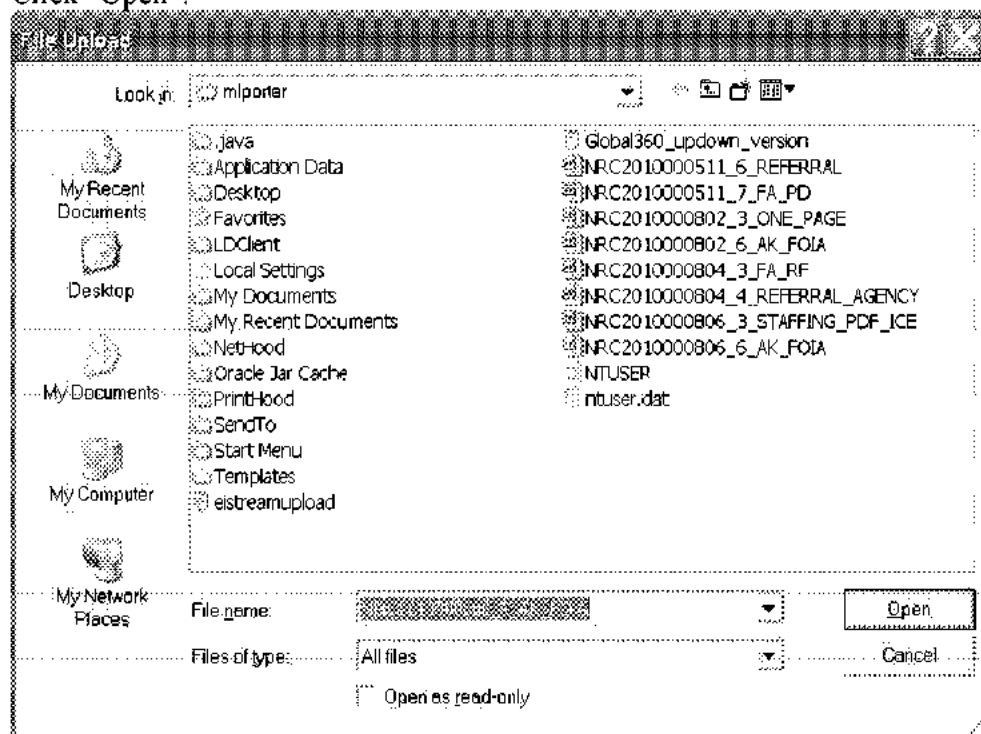 Click "Open".
File Upload
Look in: mlporter
My Recent
Documents
Desktop
My Documents
My Computer
My Network
Places
.java
Application Data
Desktop
Favorites
LDClient
Local Settings
My Documents
My Recent Documents
NetHood
Oracle Jar Cache
PrintHood
SendTo
Start Menu
Templates
eistreamupload
Global360_updown_version
NRC2010000511_6_REFERRAL
NRC2010000511_7_FA_PD
NRC2010000802_3_ONE_PAGE
NRC2010000802_6_AK_FOIA
NRC2010000804_3_FA_RF
NRC2010000804_4_REFERRAL_AGENCY
NRC2010000806_3_STAFFING_PDF_ICE
NRC2010000806_6_AK_FOIA
NTUSER
ntuser.dat
File name:
Open
Files of type: All files
Cancel
Open as read-only